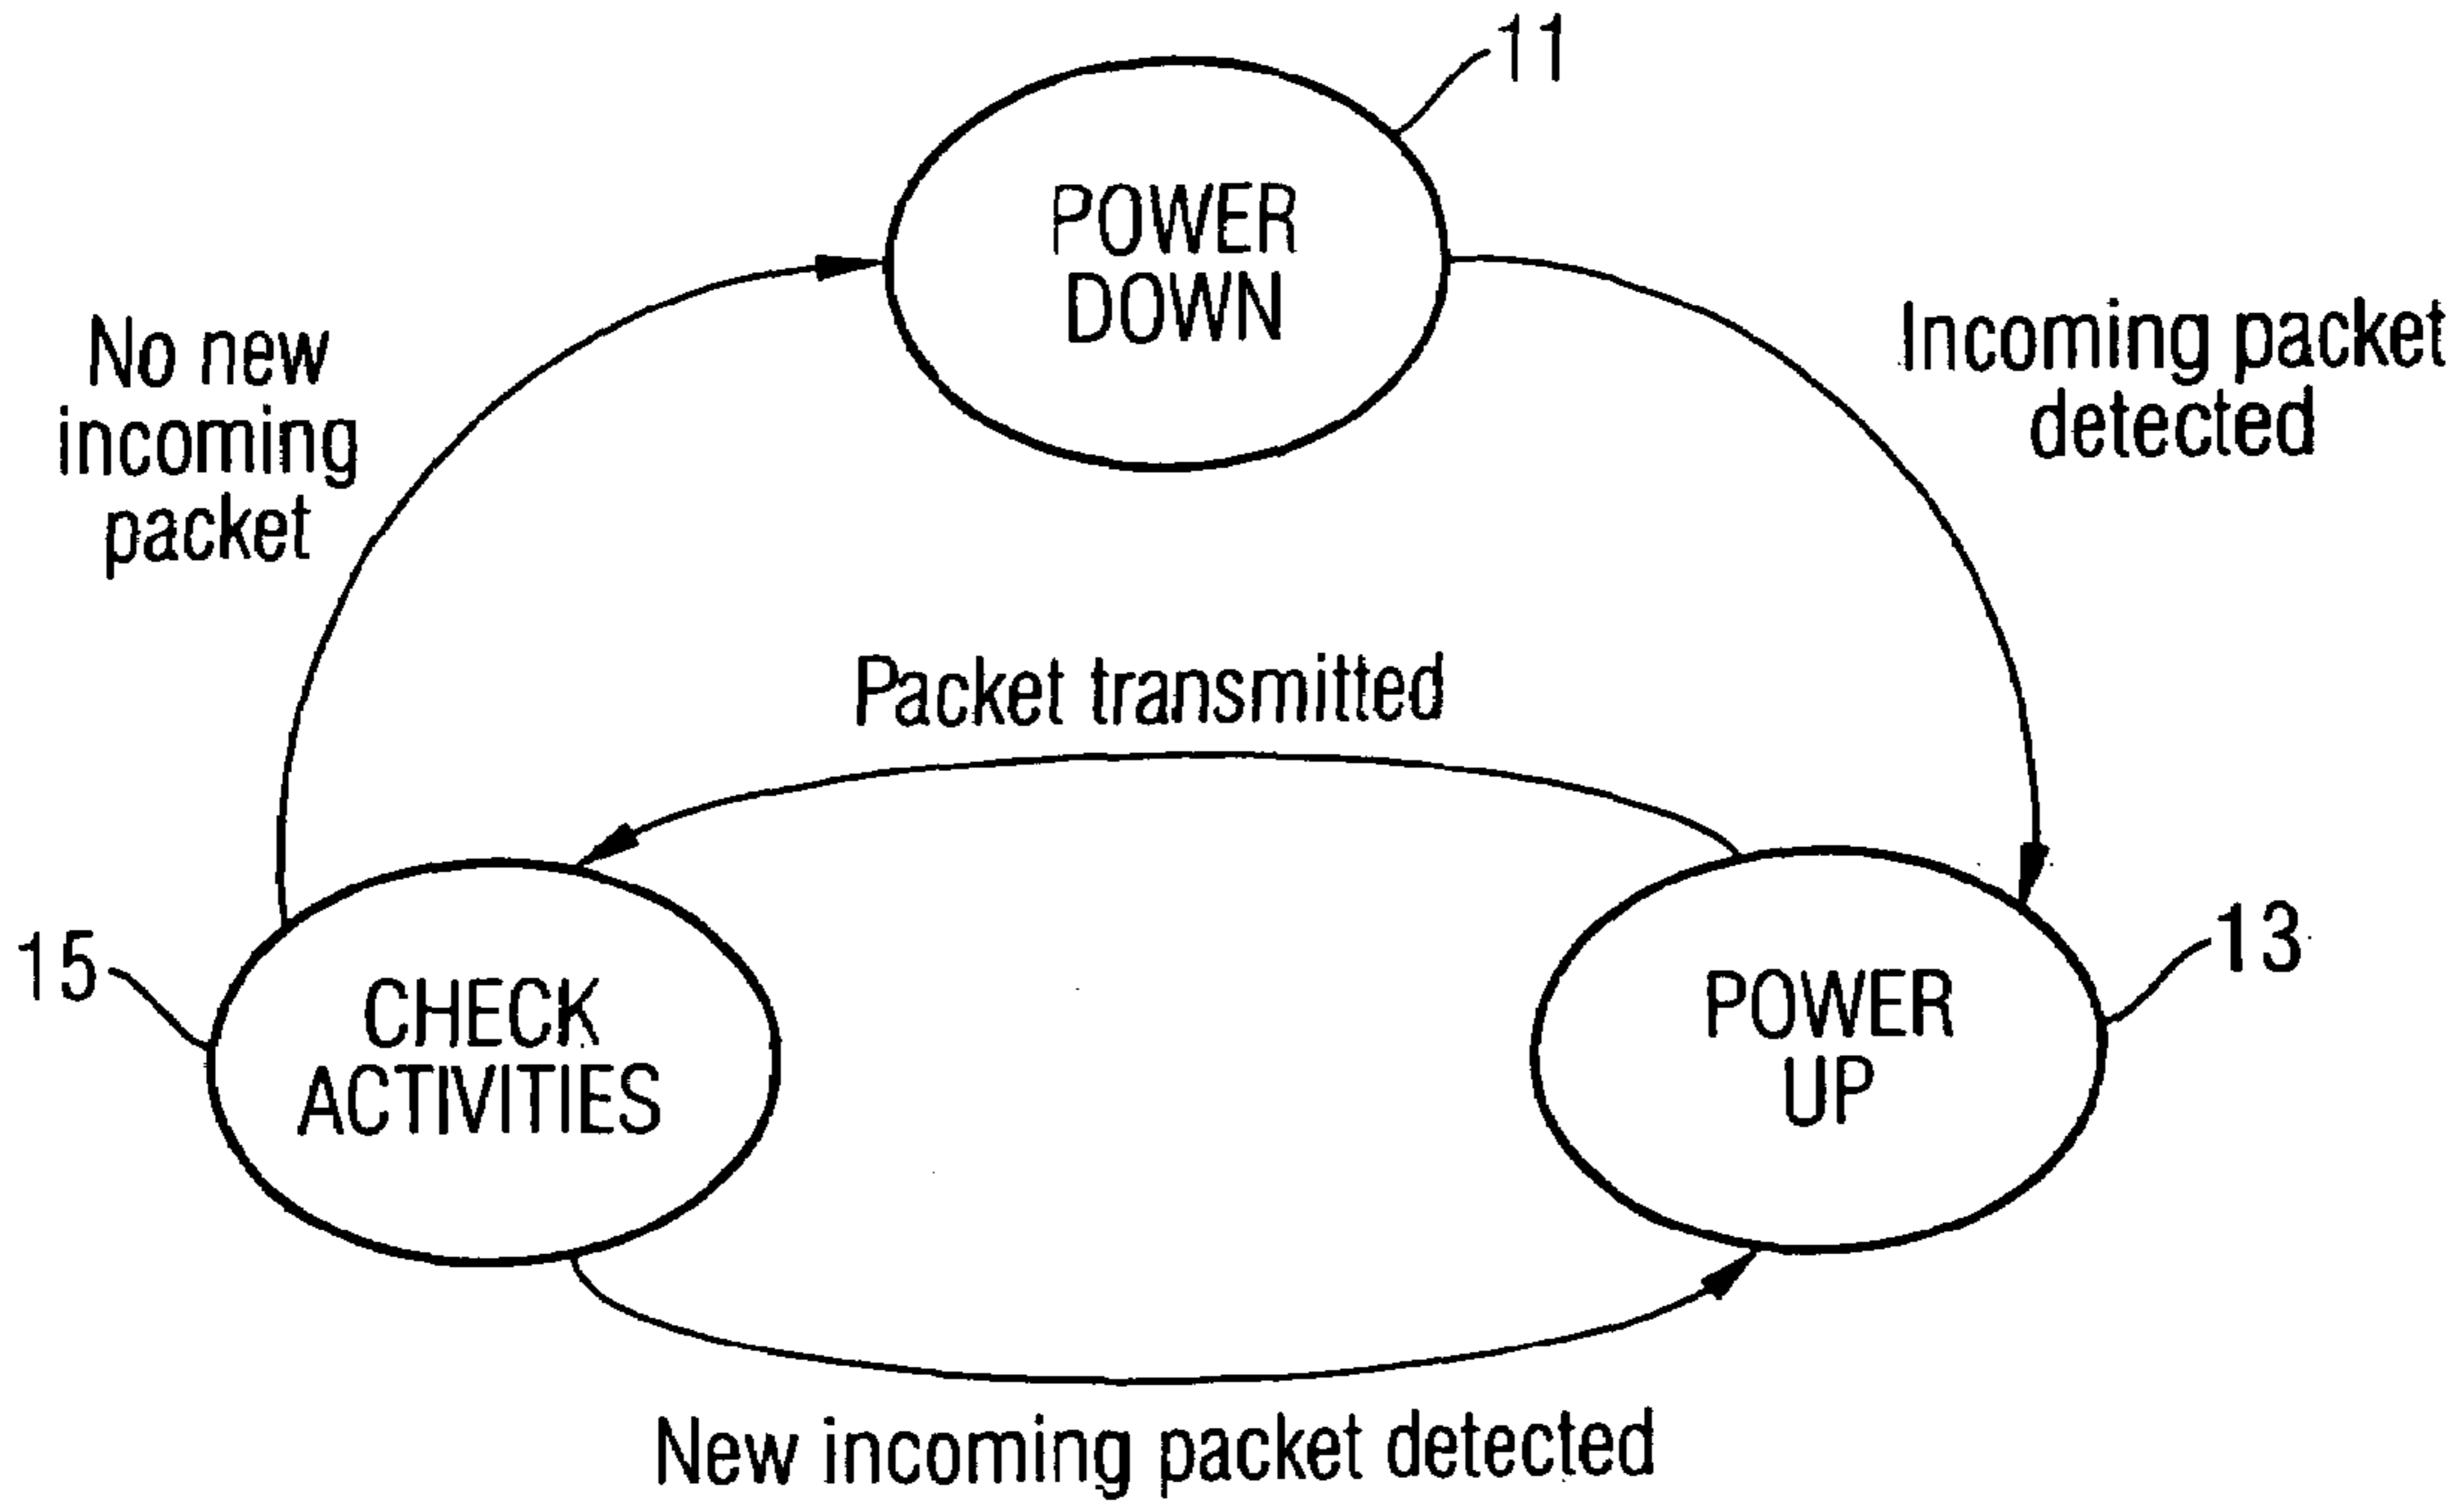 11
POWER
DOWN
No new
incoming
packet
Incoming packet
detected
Packet transmitted
15
CHECK
ACTIVITIES
13
POWER
UP
New incoming packet detected